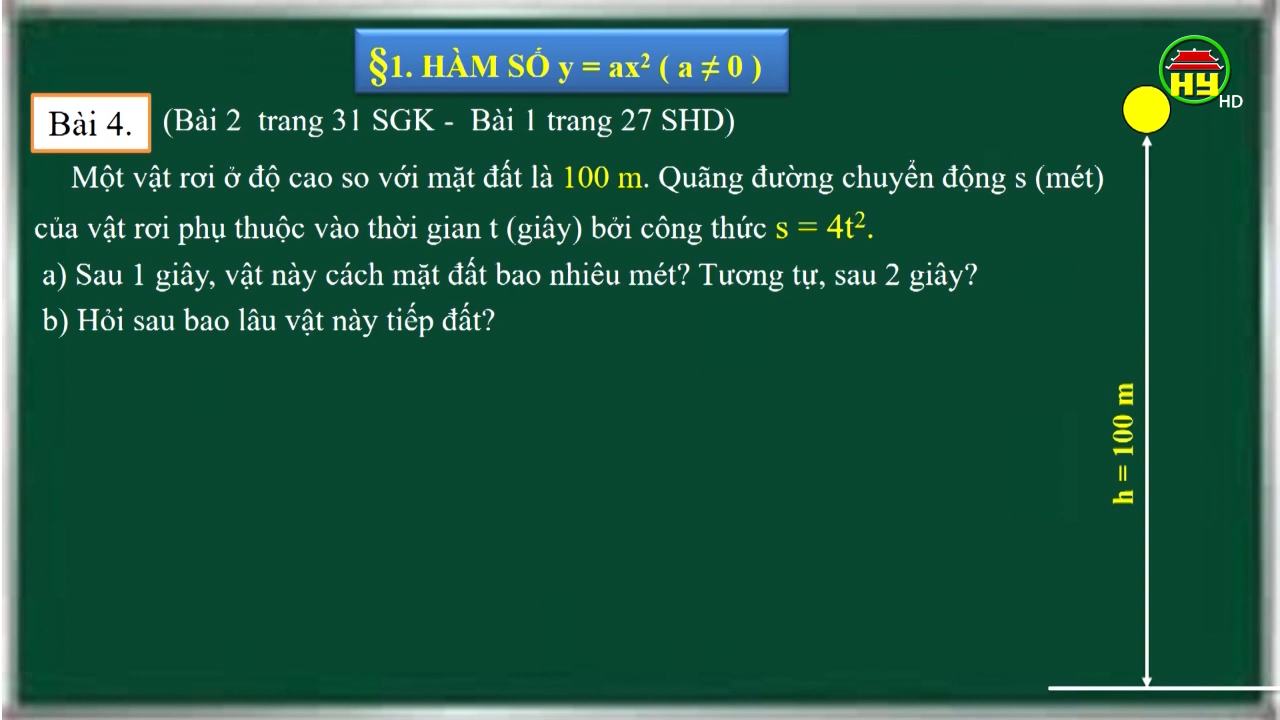 §1. HÀM SỐ y = ax² ( a ≠ 0 )
HY HD
Bài 4. (Bài 2 trang 31 SGK - Bài 1 trang 27 SHD)
Một vật rơi ở độ cao so với mặt đất là 100 m. Quãng đường chuyển động s (mét)
của vật rơi phụ thuộc vào thời gian t (giây) bởi công thức s = 4t².
a) Sau 1 giây, vật này cách mặt đất bao nhiêu mét? Tương tự, sau 2 giây?
b) Hỏi sau bao lâu vật này tiếp đất?
h = 100 m